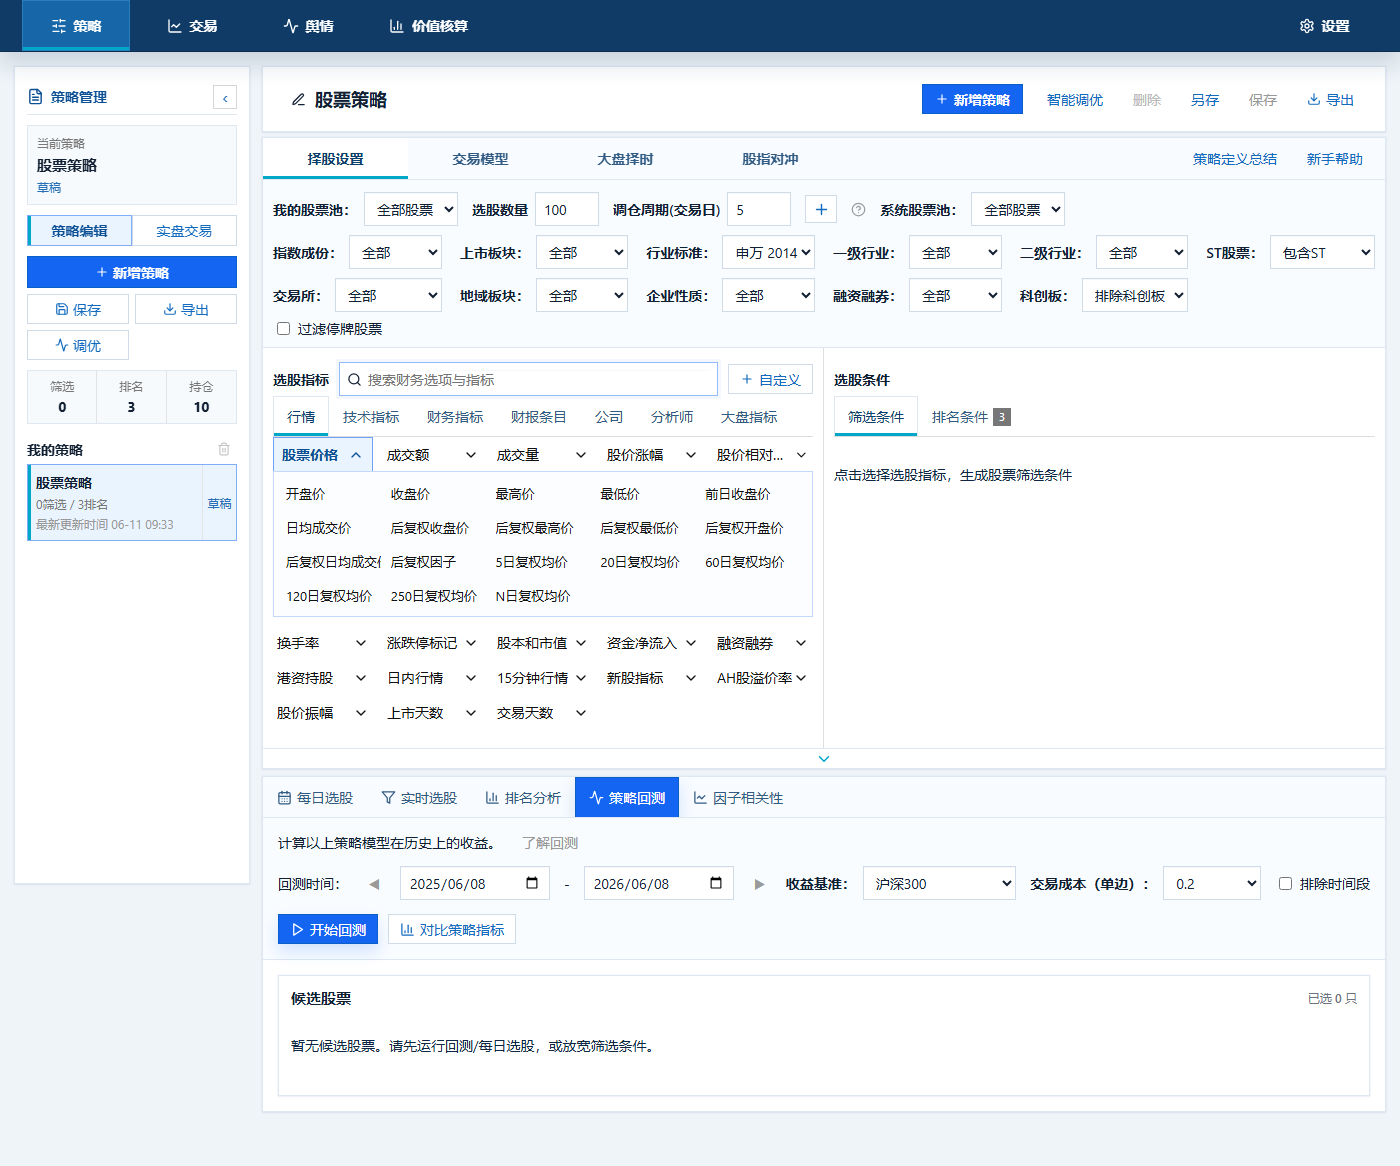 策略 交易 舆情 价值核算 设置
策略管理 ‹
当前策略
股票策略
草稿
策略编辑 实盘交易
+ 新增策略
保存 导出
调优
筛选 排名 持仓
0 3 10
我的策略
股票策略
0筛选 / 3排名
最新更新时间 06-11 09:33
草稿
股票策略 + 新增策略 智能调优 删除 另存 保存 导出
择股设置 交易模型 大盘择时 股指对冲 策略定义总结 新手帮助
我的股票池： 全部股票 选股数量 100 调仓周期(交易日) 5 + ? 系统股票池： 全部股票
指数成份： 全部 上市板块： 全部 行业标准： 申万 2014 一级行业： 全部 二级行业： 全部 ST股票： 包含ST
交易所： 全部 地域板块： 全部 企业性质： 全部 融资融券： 全部 科创板： 排除科创板
过滤停牌股票
选股指标 搜索财务选项与指标 + 自定义
行情 技术指标 财务指标 财报条目 公司 分析师 大盘指标
股票价格 成交额 成交量 股价涨幅 股价相对...
开盘价 收盘价 最高价 最低价 前日收盘价
日均成交价 后复权收盘价 后复权最高价 后复权最低价 后复权开盘价
后复权日均成交价 后复权因子 5日复权均价 20日复权均价 60日复权均价
120日复权均价 250日复权均价 N日复权均价
换手率 涨跌停标记 股本和市值 资金净流入 融资融券
港资持股 日内行情 15分钟行情 新股指标 AH股溢价率
股价振幅 上市天数 交易天数
选股条件
筛选条件 排名条件 3
点击选择选股指标，生成股票筛选条件
每日选股 实时选股 排名分析 策略回测 因子相关性
计算以上策略模型在历史上的收益。 了解回测
回测时间： 2025/06/08 - 2026/06/08 收益基准： 沪深300 交易成本（单边）： 0.2 排除时间段
开始回测 对比策略指标
候选股票 已选 0 只
暂无候选股票。请先运行回测/每日选股，或放宽筛选条件。